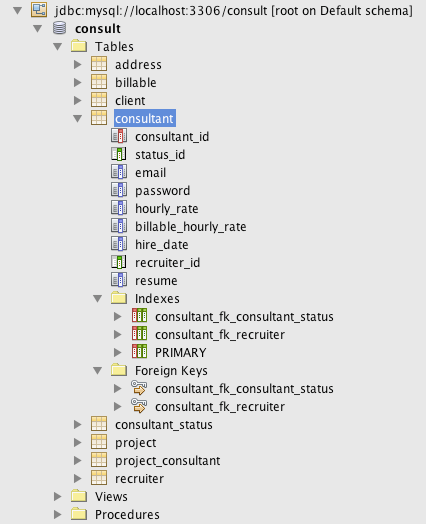 jdbc:mysql://localhost:3306/consult [root on Default schema]
consult
Tables
address
billable
client
consultant
consultant_id
status_id
email
password
hourly_rate
billable_hourly_rate
hire_date
recruiter_id
resume
Indexes
consultant_fk_consultant_status
consultant_fk_recruiter
PRIMARY
Foreign Keys
consultant_fk_consultant_status
consultant_fk_recruiter
consultant_status
project
project_consultant
recruiter
Views
Procedures